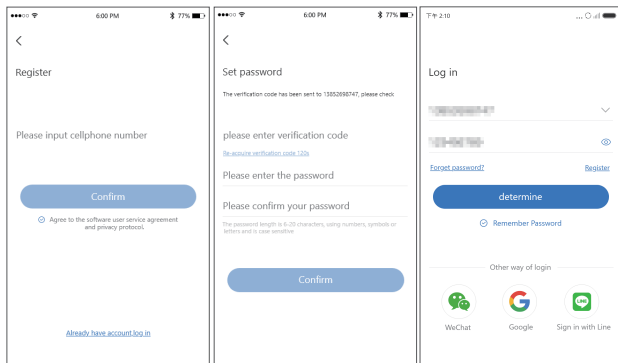 6:00 PM
77%
Register
Please input cellphone number
Confirm
Agree to the software user service agreement
and privacy protocol.
Already have account,log in
6:00 PM
77%
Set password
The verification code has been sent to 13852698747, please check
please enter verification code
Re-acquire verification code 120s
Please enter the password
Please confirm your password
The password length is 6-20 characters, using numbers, symbols or
letters and is case sensitive
Confirm
下午 2:10
Log in
Forget password?
Register
determine
Remember Password
Other way of login
LINE
WeChat
Google
Sign in with Line